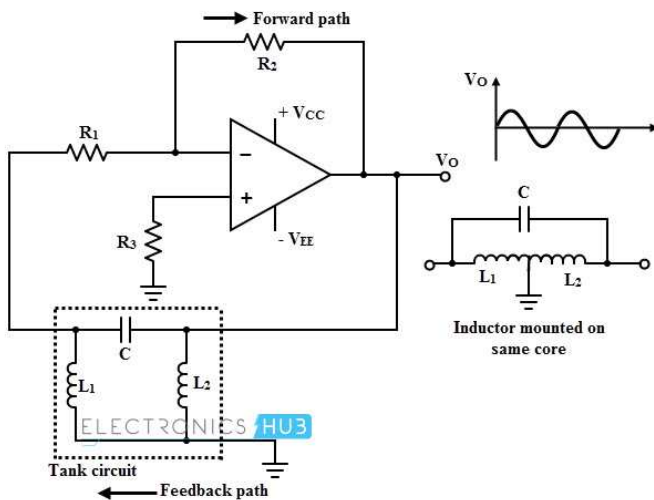 Forward path
R2
VO
+ VCC
R1
−
VO
+
C
R3
- VEE
L1
L2
C
Inductor mounted on
same core
L1
L2
ELECTRONICS HUB
Tank circuit
Feedback path